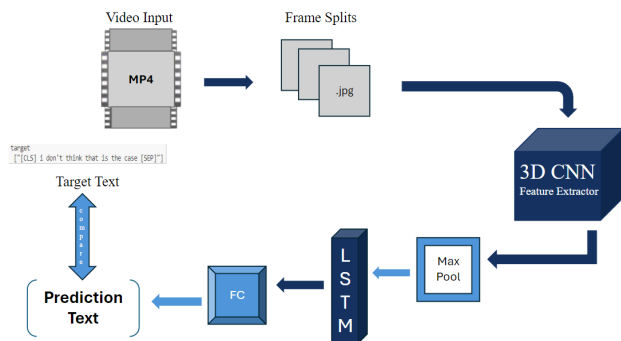 Video Input
Frame Splits
MP4
.jpg
target
["[CLS] i don't think that is the case [SEP]"]
Target Text
3D CNN
Feature Extractor
compare
Max
Pool
LSTM
FC
Prediction
Text